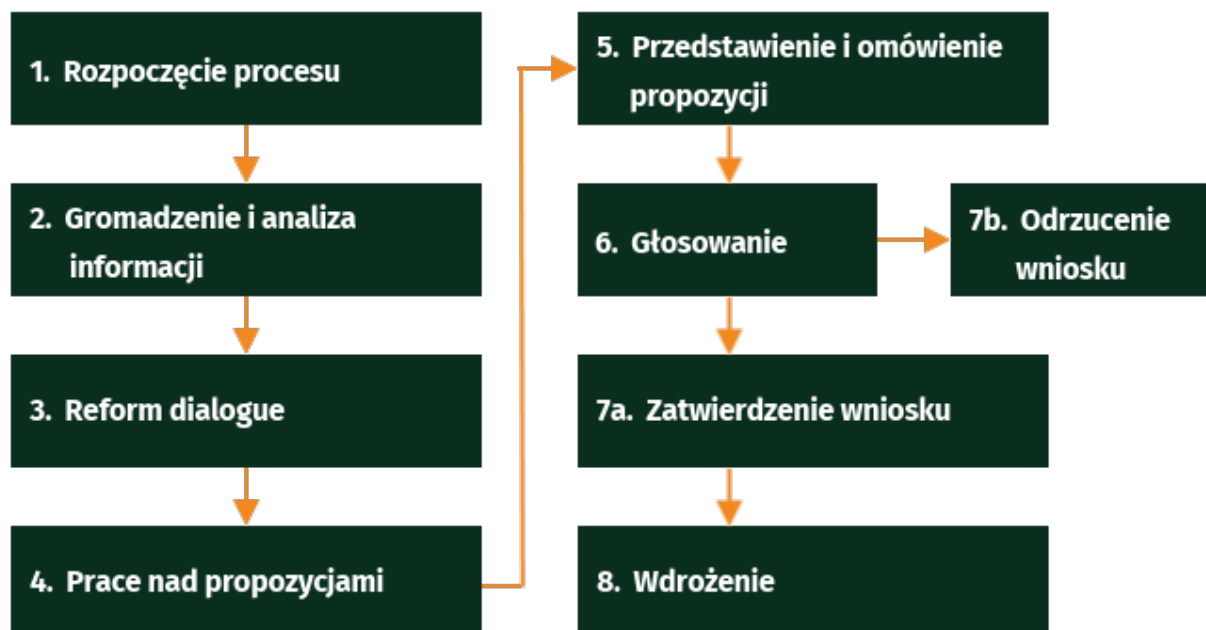 1. Rozpoczęcie procesu
2. Gromadzenie i analiza
informacji
3. Reform dialogue
4. Prace nad propozycjami
5. Przedstawienie i omówienie
propozycji
6. Głosowanie
7b. Odrzucenie
wniosku
7a. Zatwierdzenie wniosku
8. Wdrożenie